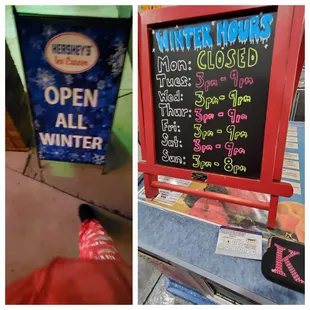 HERSHEY'S
Ice Cream
OPEN
ALL
WINTER
WINTER HOURS
Mon: CLOSED
Tues: 3pm - 9pm
Wed: 3pm - 9pm
Thur: 3pm - 9pm
Fri: 3pm - 9pm
Sat: 3pm - 9pm
Sun: 3pm - 8pm
K